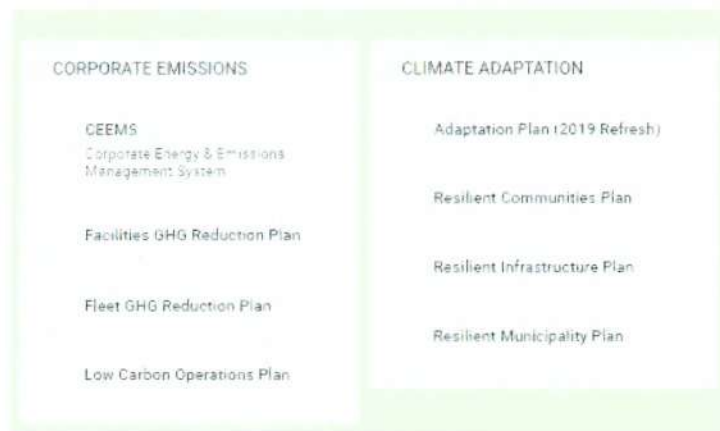 CORPORATE EMISSIONS
CEEMS
Corporate Energy & Emissions
Management System
Facilities GHG Reduction Plan
Fleet GHG Reduction Plan
Low Carbon Operations Plan
CLIMATE ADAPTATION
Adaptation Plan (2019 Refresh)
Resilient Communities Plan
Resilient Infrastructure Plan
Resilient Municipality Plan